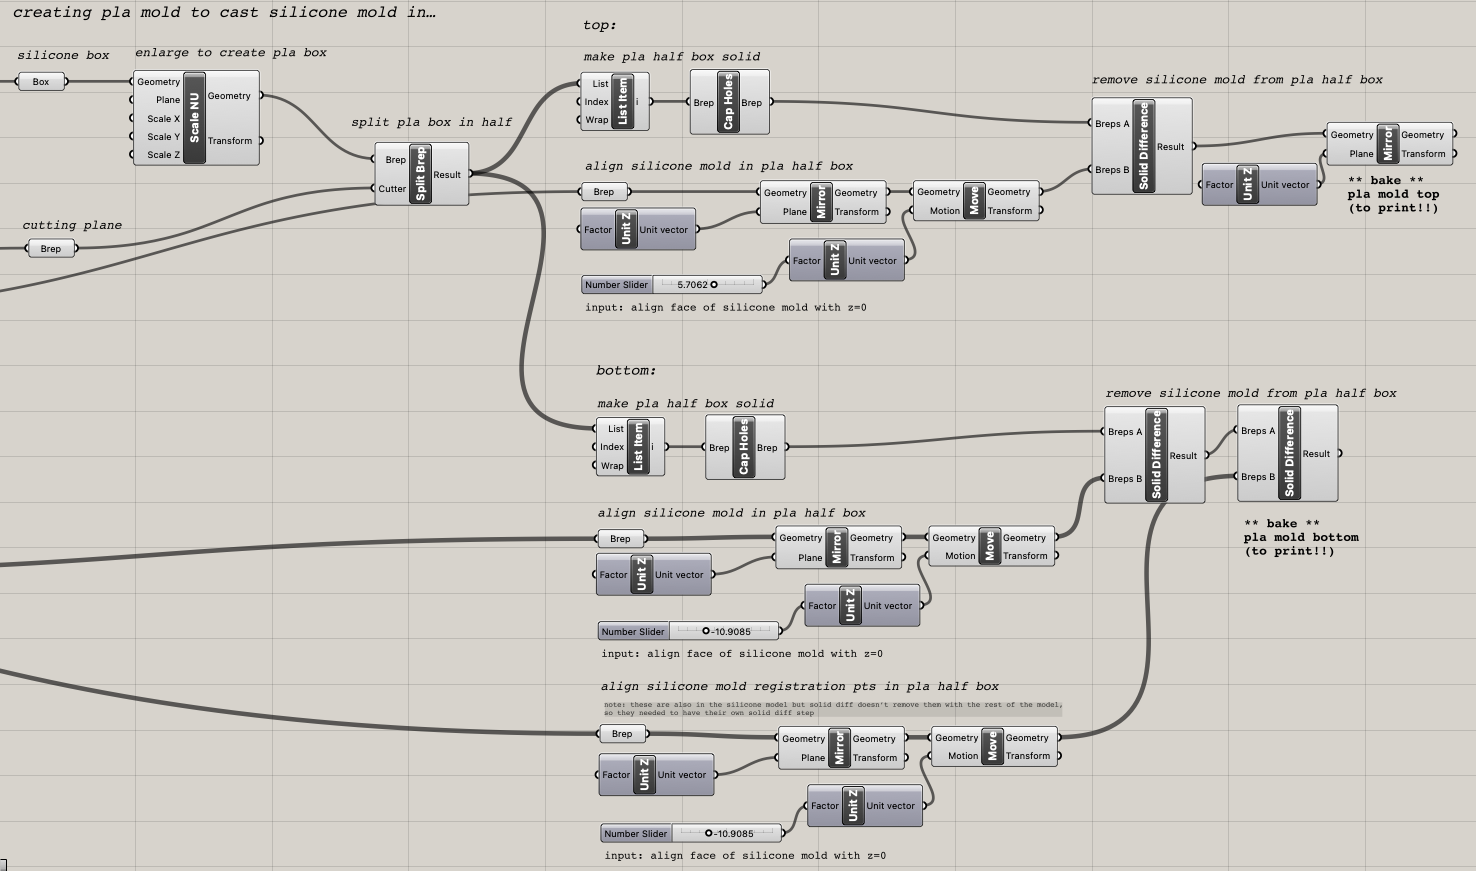 creating pla mold to cast silicone mold in…
top:
silicone box
enlarge to create pla box
make pla half box solid
remove silicone mold from pla half box
Box
Geometry
Plane
Scale X
Scale Y
Scale Z
Scale NU
Geometry
Transform
split pla box in half
Brep
Cutter
Split Brep
Result
List
Index
Wrap
List Item
i
Brep
Cap Holes
Brep
Breps A
Breps B
Solid Difference
Result
Geometry
Plane
Mirror
Geometry
Transform
align silicone mold in pla half box
Brep
Geometry
Plane
Mirror
Geometry
Transform
Geometry
Motion
Move
Geometry
Transform
Factor
Unit Z
Unit vector
** bake **
pla mold top
(to print!!)
cutting plane
Brep
Factor
Unit Z
Unit vector
Factor
Unit Z
Unit vector
Number Slider
5.7062
input: align face of silicone mold with z=0
bottom:
make pla half box solid
remove silicone mold from pla half box
List
Index
Wrap
List Item
i
Brep
Cap Holes
Brep
Breps A
Breps B
Solid Difference
Result
Breps A
Breps B
Solid Difference
Result
align silicone mold in pla half box
** bake **
pla mold bottom
(to print!!)
Brep
Geometry
Plane
Mirror
Geometry
Transform
Geometry
Motion
Move
Geometry
Transform
Factor
Unit Z
Unit vector
Factor
Unit Z
Unit vector
Number Slider
-10.9085
input: align face of silicone mold with z=0
align silicone mold registration pts in pla half box
note: these are also in the silicone model but solid diff doesn't remove them with the rest of the model,
so they needed to have their own solid diff step
Brep
Geometry
Plane
Mirror
Geometry
Transform
Geometry
Motion
Move
Geometry
Transform
Factor
Unit Z
Unit vector
Factor
Unit Z
Unit vector
Number Slider
-10.9085
input: align face of silicone mold with z=0